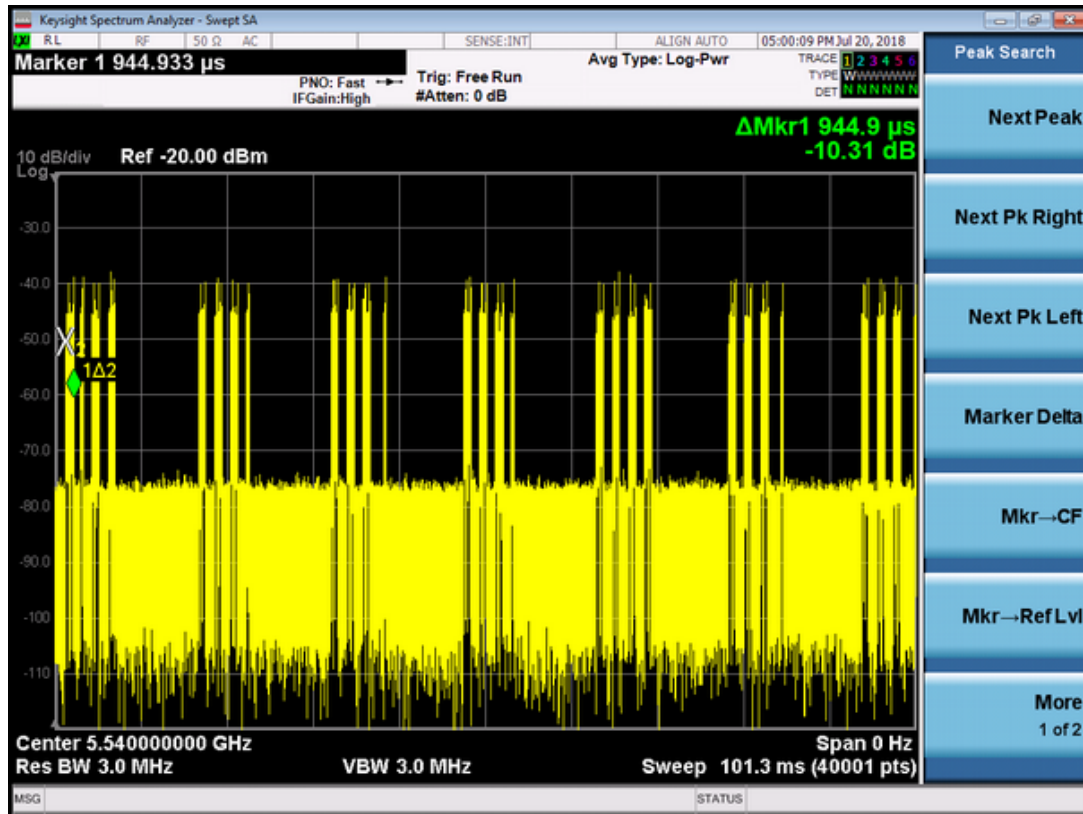 Keysight Spectrum Analyzer - Swept SA
LXI RL RF 50 Ω AC SENSE:INT ALIGN AUTO 05:00:09 PM Jul 20, 2018
Marker 1 944.933 µs
PNO: Fast
IFGain:High
Trig: Free Run
#Atten: 0 dB
Avg Type: Log-Pwr
TRACE 1 2 3 4 5 6
TYPE WWWWWW
DET N N N N N N
ΔMkr1 944.9 µs
-10.31 dB
10 dB/div Ref -20.00 dBm
Log
-30.0
-40.0
-50.0
-60.0
-70.0
-80.0
-90.0
-100
-110
1Δ2
Center 5.540000000 GHz Span 0 Hz
Res BW 3.0 MHz VBW 3.0 MHz Sweep 101.3 ms (40001 pts)
MSG STATUS
Peak Search
Next Peak
Next Pk Right
Next Pk Left
Marker Delta
Mkr→CF
Mkr→Ref Lvl
More
1 of 2